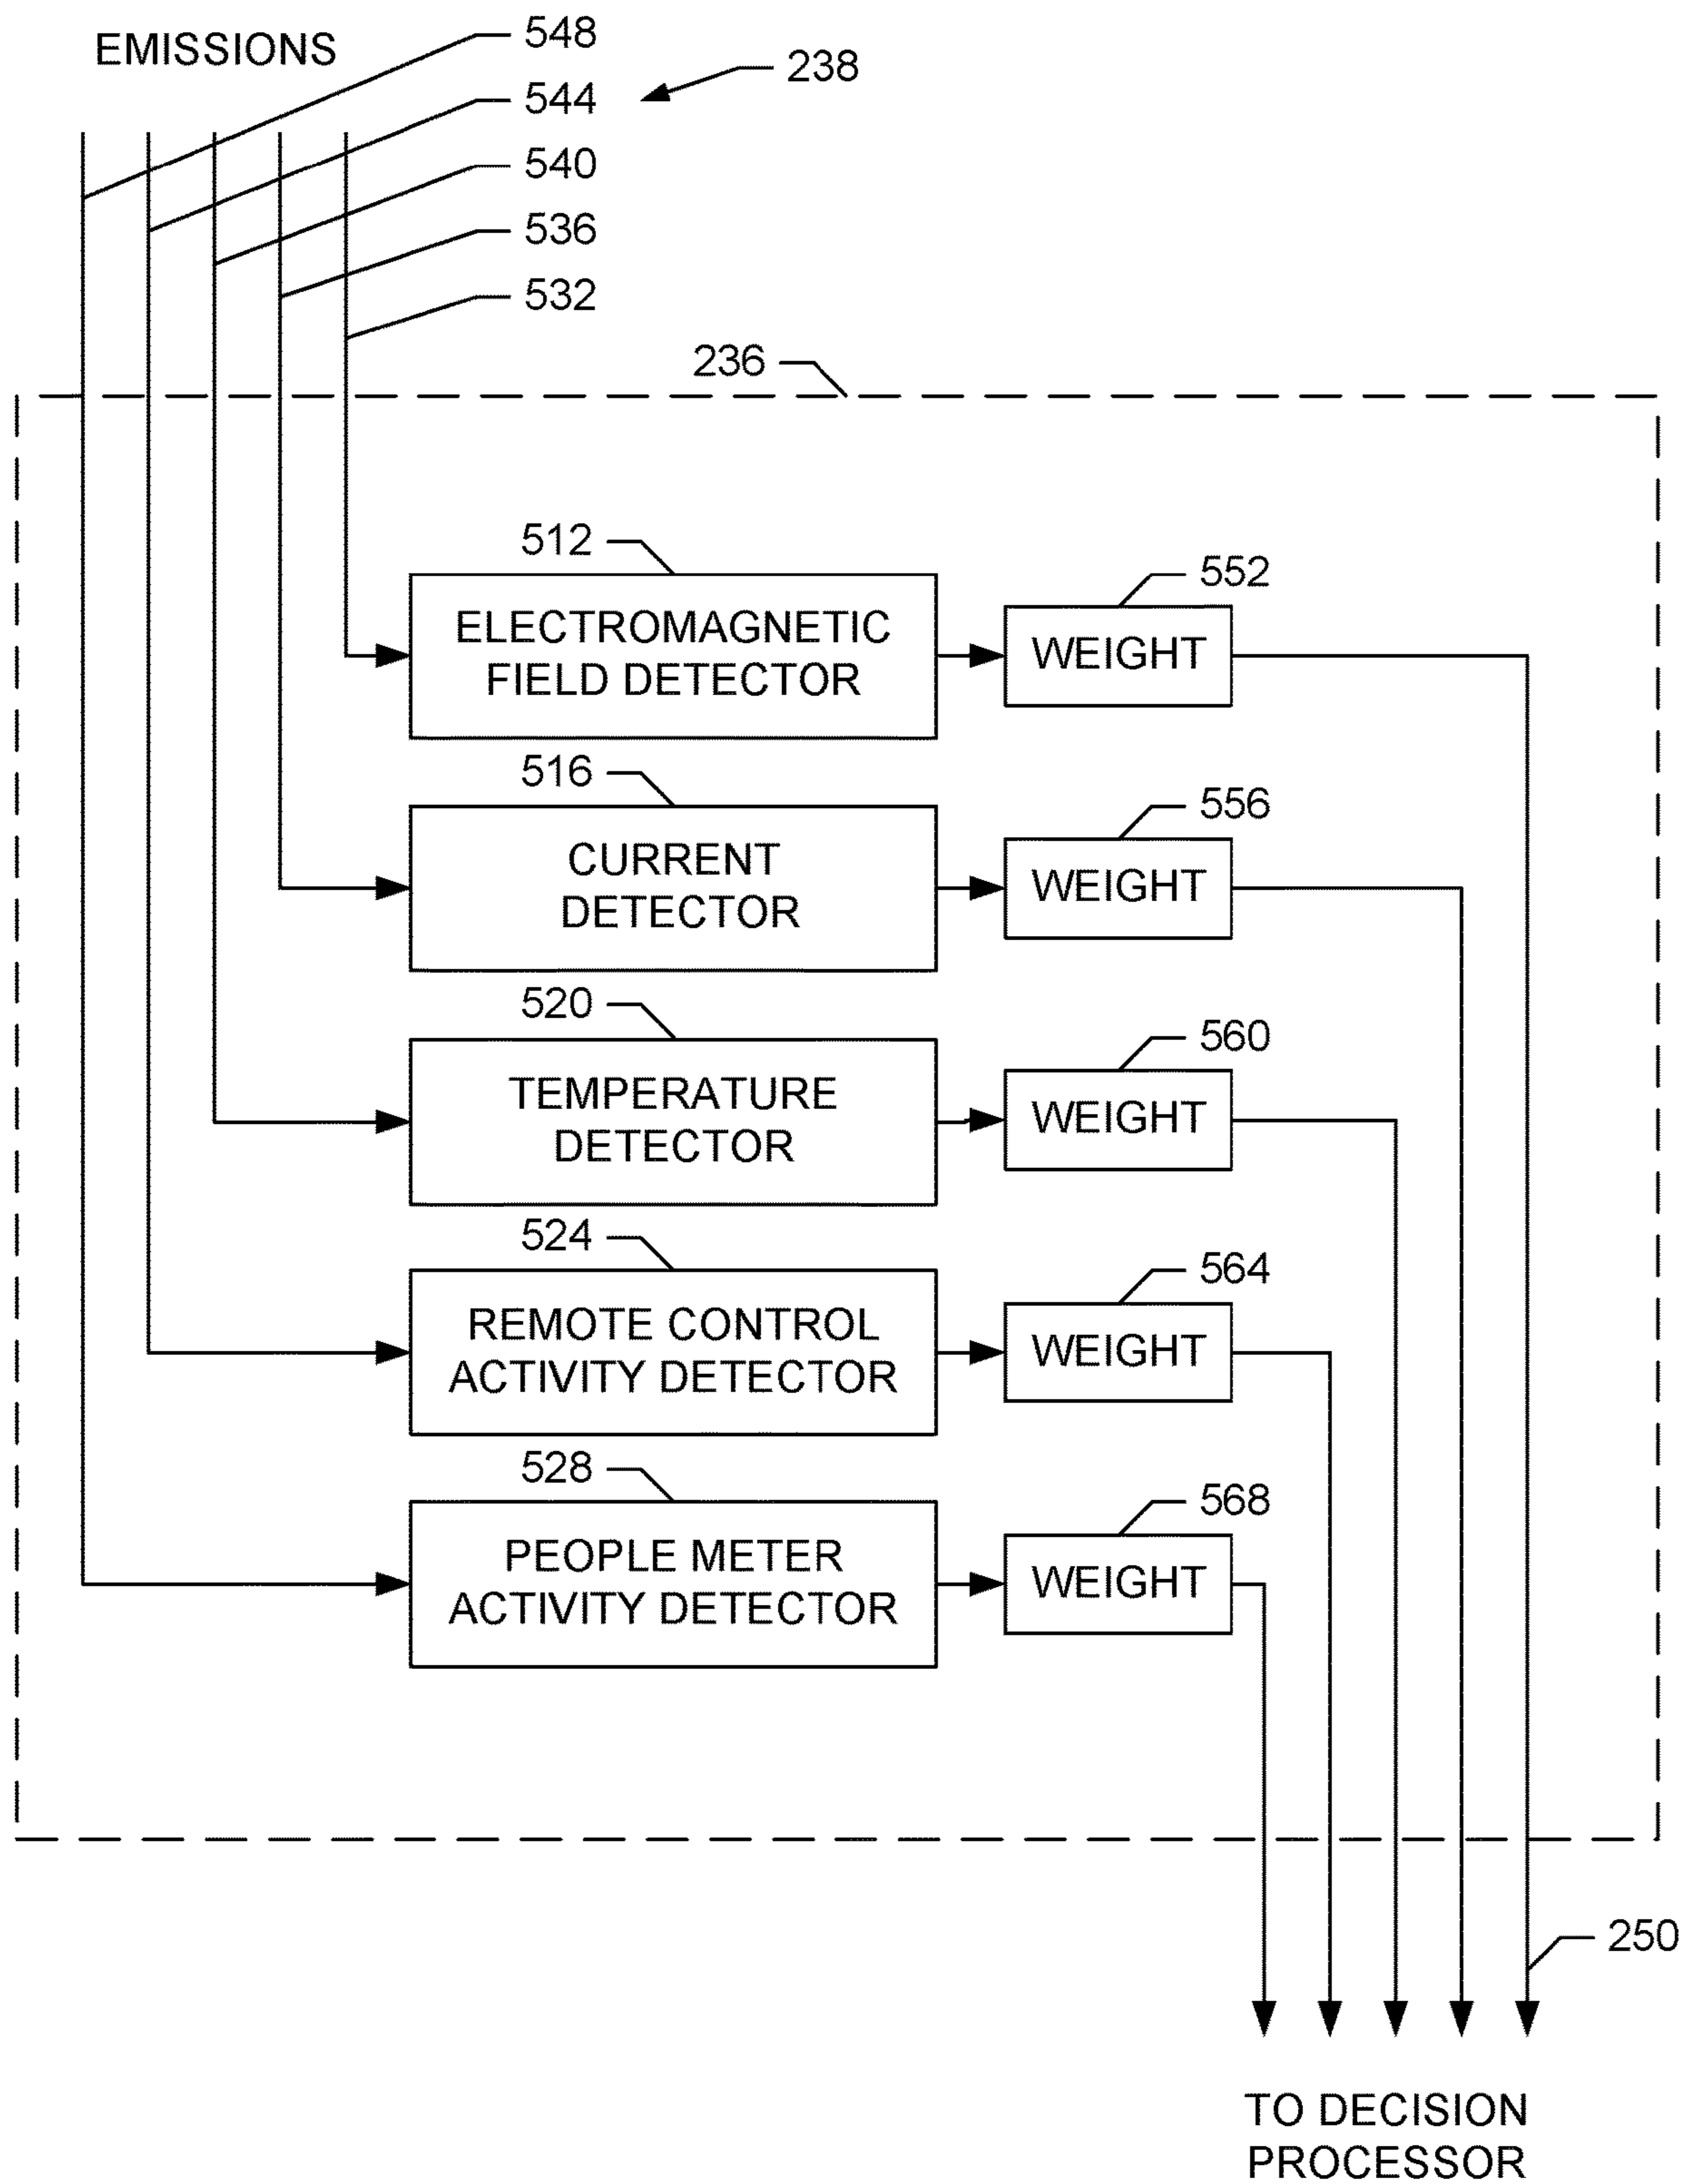 548
EMISSIONS
238
544
540
536
532
236
512
552
ELECTROMAGNETIC
FIELD DETECTOR
WEIGHT
516
556
CURRENT
DETECTOR
WEIGHT
520
560
TEMPERATURE
DETECTOR
WEIGHT
524
564
REMOTE CONTROL
ACTIVITY DETECTOR
WEIGHT
528
568
PEOPLE METER
ACTIVITY DETECTOR
WEIGHT
250
TO DECISION
PROCESSOR